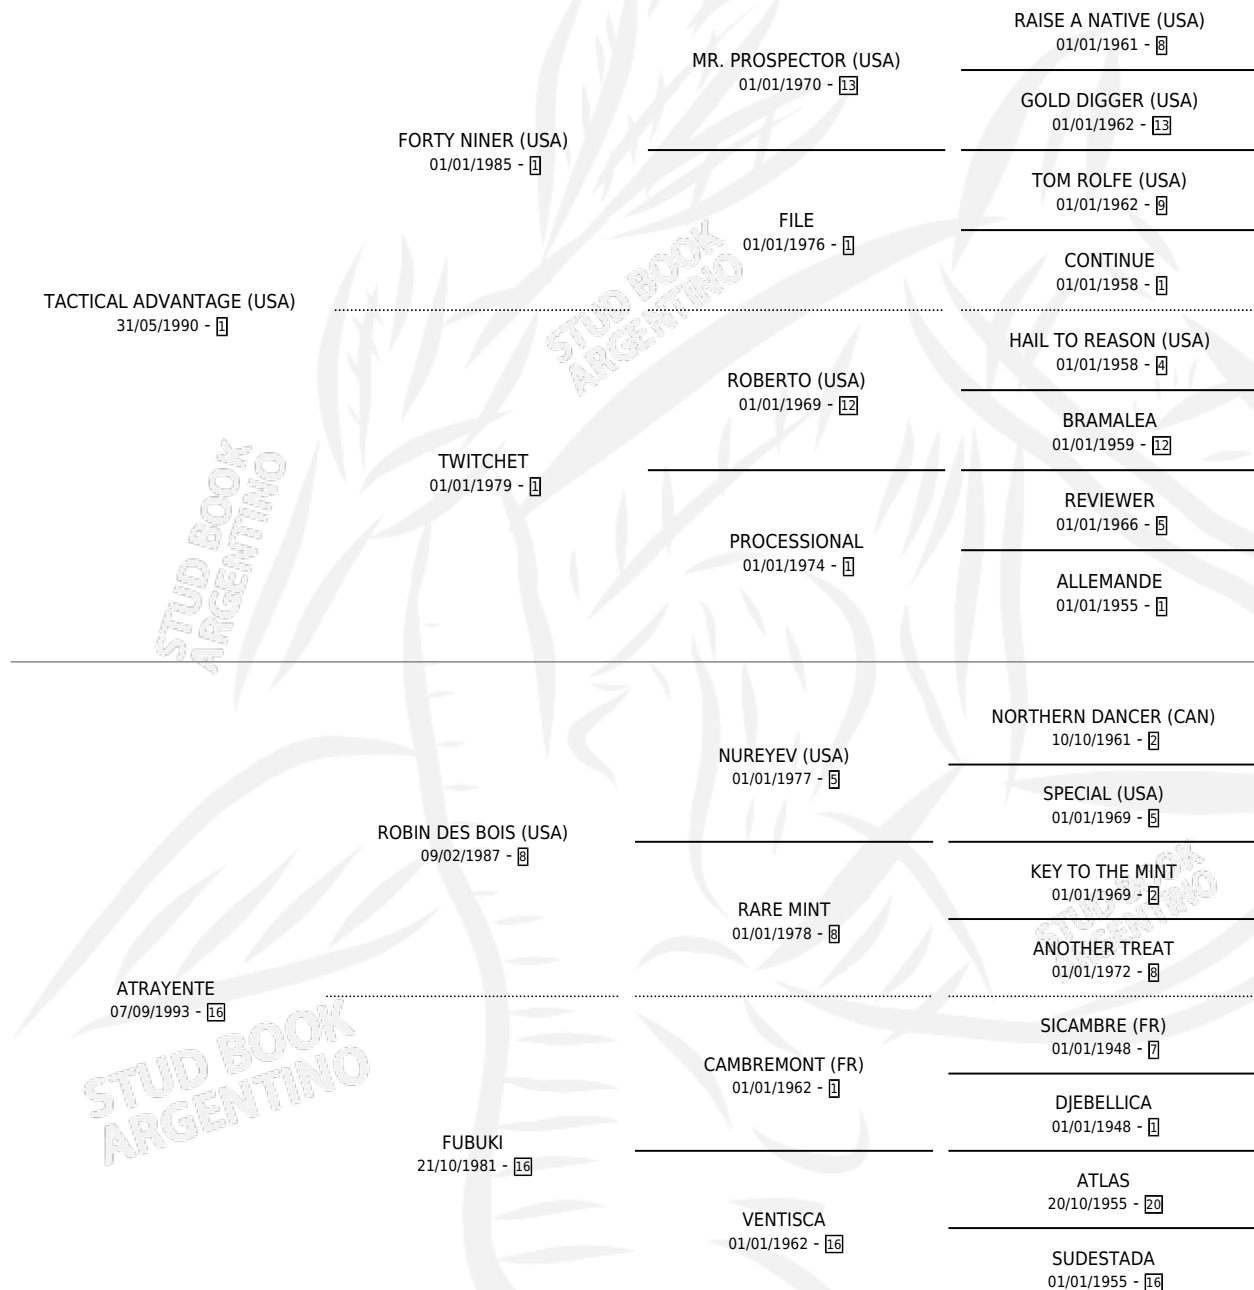 RAISE A NATIVE (USA)
01/01/1961 - 8
MR. PROSPECTOR (USA)
01/01/1970 - 13
GOLD DIGGER (USA)
01/01/1962 - 13
FORTY NINER (USA)
01/01/1985 - 1
TOM ROLFE (USA)
01/01/1962 - 9
FILE
01/01/1976 - 1
CONTINUE
01/01/1958 - 1
TACTICAL ADVANTAGE (USA)
31/05/1990 - 1
HAIL TO REASON (USA)
01/01/1958 - 4
ROBERTO (USA)
01/01/1969 - 12
BRAMALEA
01/01/1959 - 12
TWITCHET
01/01/1979 - 1
REVIEWER
01/01/1966 - 5
PROCESSIONAL
01/01/1974 - 1
ALLEMANDE
01/01/1955 - 1
NORTHERN DANCER (CAN)
10/10/1961 - 2
NUREYEV (USA)
01/01/1977 - 5
SPECIAL (USA)
01/01/1969 - 5
ROBIN DES BOIS (USA)
09/02/1987 - 8
KEY TO THE MINT
01/01/1969 - 2
RARE MINT
01/01/1978 - 8
ANOTHER TREAT
01/01/1972 - 8
ATRAYENTE
07/09/1993 - 16
SICAMBRE (FR)
01/01/1948 - 7
CAMBREMONT (FR)
01/01/1962 - 1
DJEBELLICA
01/01/1948 - 1
FUBUKI
21/10/1981 - 16
ATLAS
20/10/1955 - 20
VENTISCA
01/01/1962 - 16
SUDESTADA
01/01/1955 - 16
STUD BOOK
ARGENTINO
STUD BOOK
ARGENTINO
STUD BOOK
ARGENTINO
STUD BOOK
ARGENTINO